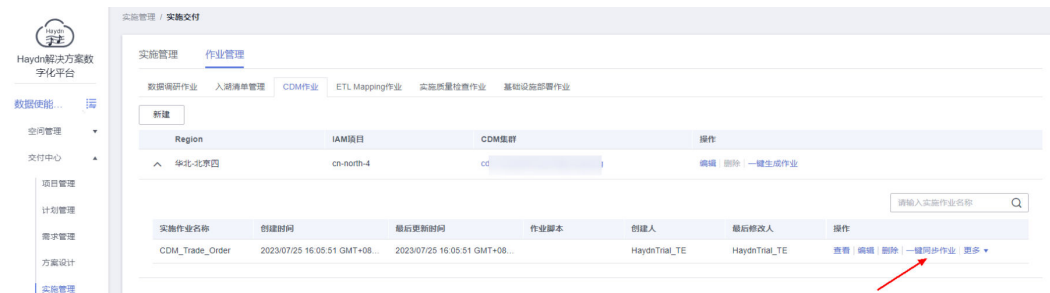 实施管理 / 实施交付
Haydn
Haydn解决方案数
字化平台
数据使能...
空间管理
交付中心
项目管理
计划管理
需求管理
方案设计
实施管理
实施管理 作业管理
数据调研作业 入湖清单管理 CDM作业 ETL Mapping作业 实施质量检查作业 基础设施部署作业
新建
Region IAM项目 CDM集群 操作
华北-北京四 cn-north-4 cd 编辑 删除 一键生成作业
请输入实施作业名称
实施作业名称 创建时间 最后更新时间 作业脚本 创建人 最后修改人 操作
CDM_Trade_Order 2023/07/25 16:05:51 GMT+08... 2023/07/25 16:05:51 GMT+08... HaydnTrial_TE HaydnTrial_TE 查看 编辑 删除 一键同步作业 更多